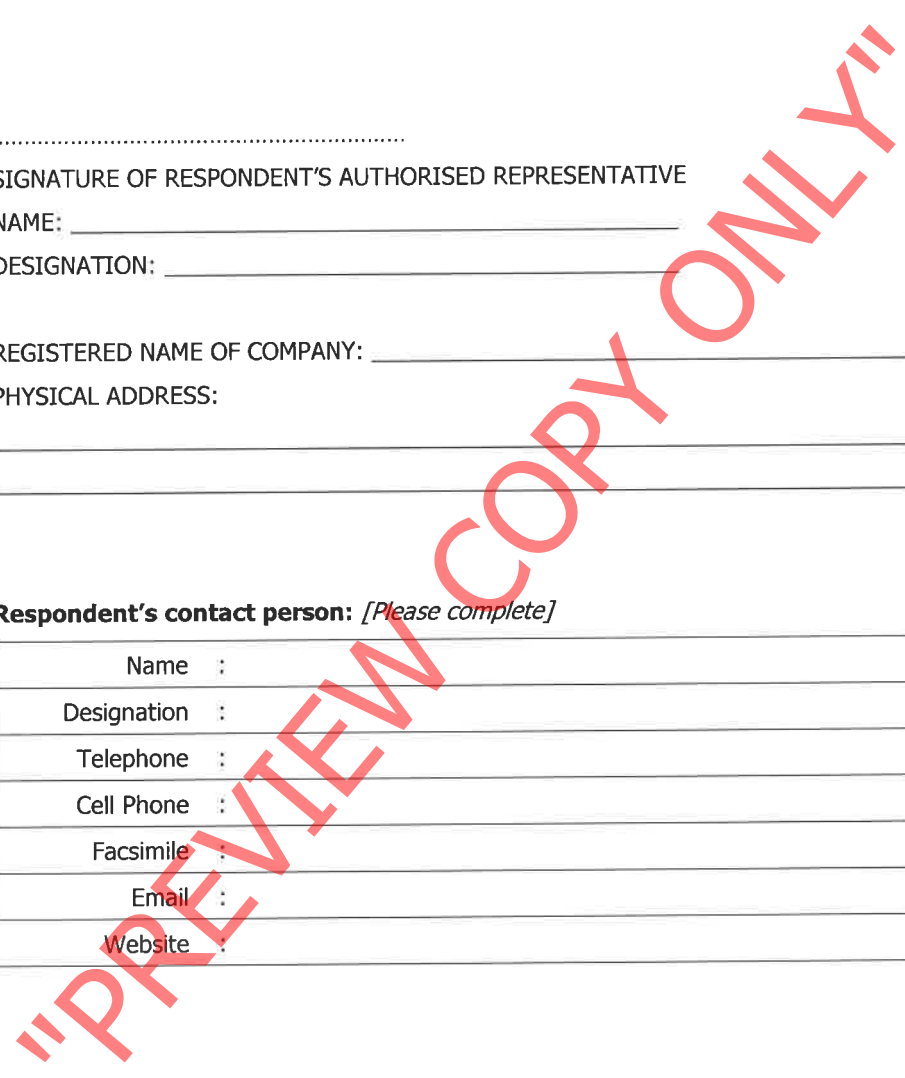 SIGNATURE OF RESPONDENT'S AUTHORISED REPRESENTATIVE
NAME:
DESIGNATION:
REGISTERED NAME OF COMPANY:
PHYSICAL ADDRESS:
Respondent's contact person: [Please complete]
Name :
Designation :
Telephone :
Cell Phone :
Facsimile :
Email :
Website :
"PREVIEW COPY ONLY"